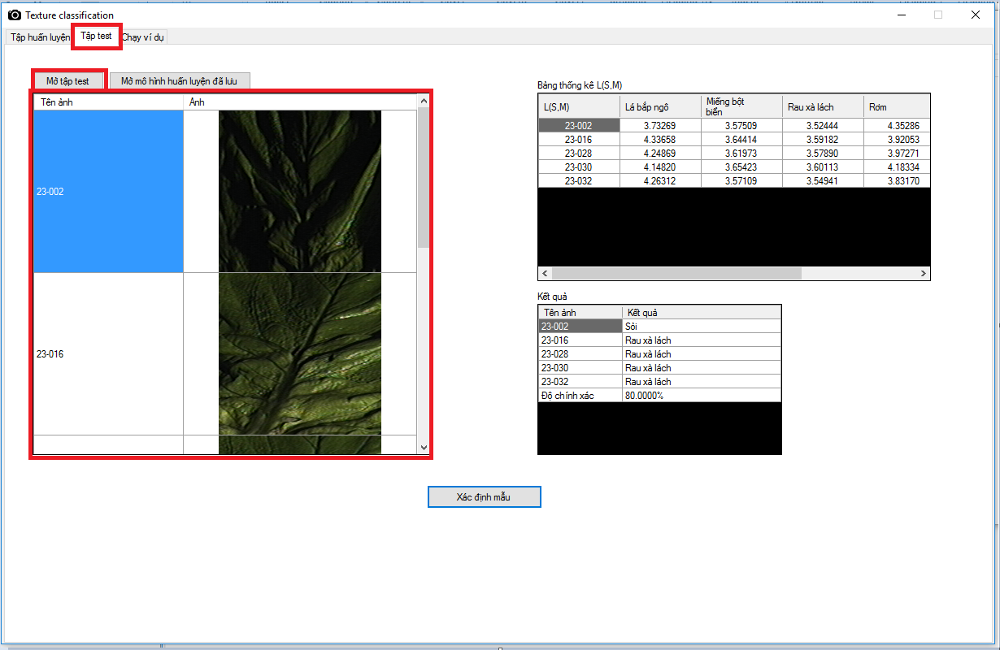 Texture classification
Tập huấn luyện Tập test Chạy ví dụ
Mở tập test Mở mô hình huấn luyện đã lưu
Tên ảnh Ảnh
23-002
23-016
Bảng thống kê L(S,M)
L(S,M) Lá bắp ngô Miếng bột biển Rau xà lách Rơm
23-002 3.73269 3.57509 3.52444 4.35286
23-016 4.33658 3.64414 3.59182 3.92053
23-028 4.24869 3.61973 3.57890 3.97271
23-030 4.14820 3.65423 3.60113 4.18334
23-032 4.26312 3.57109 3.54941 3.83170
Kết quả
Tên ảnh Kết quả
23-002 Sỏi
23-016 Rau xà lách
23-028 Rau xà lách
23-030 Rau xà lách
23-032 Rau xà lách
Độ chính xác 80.0000%
Xác định mẫu